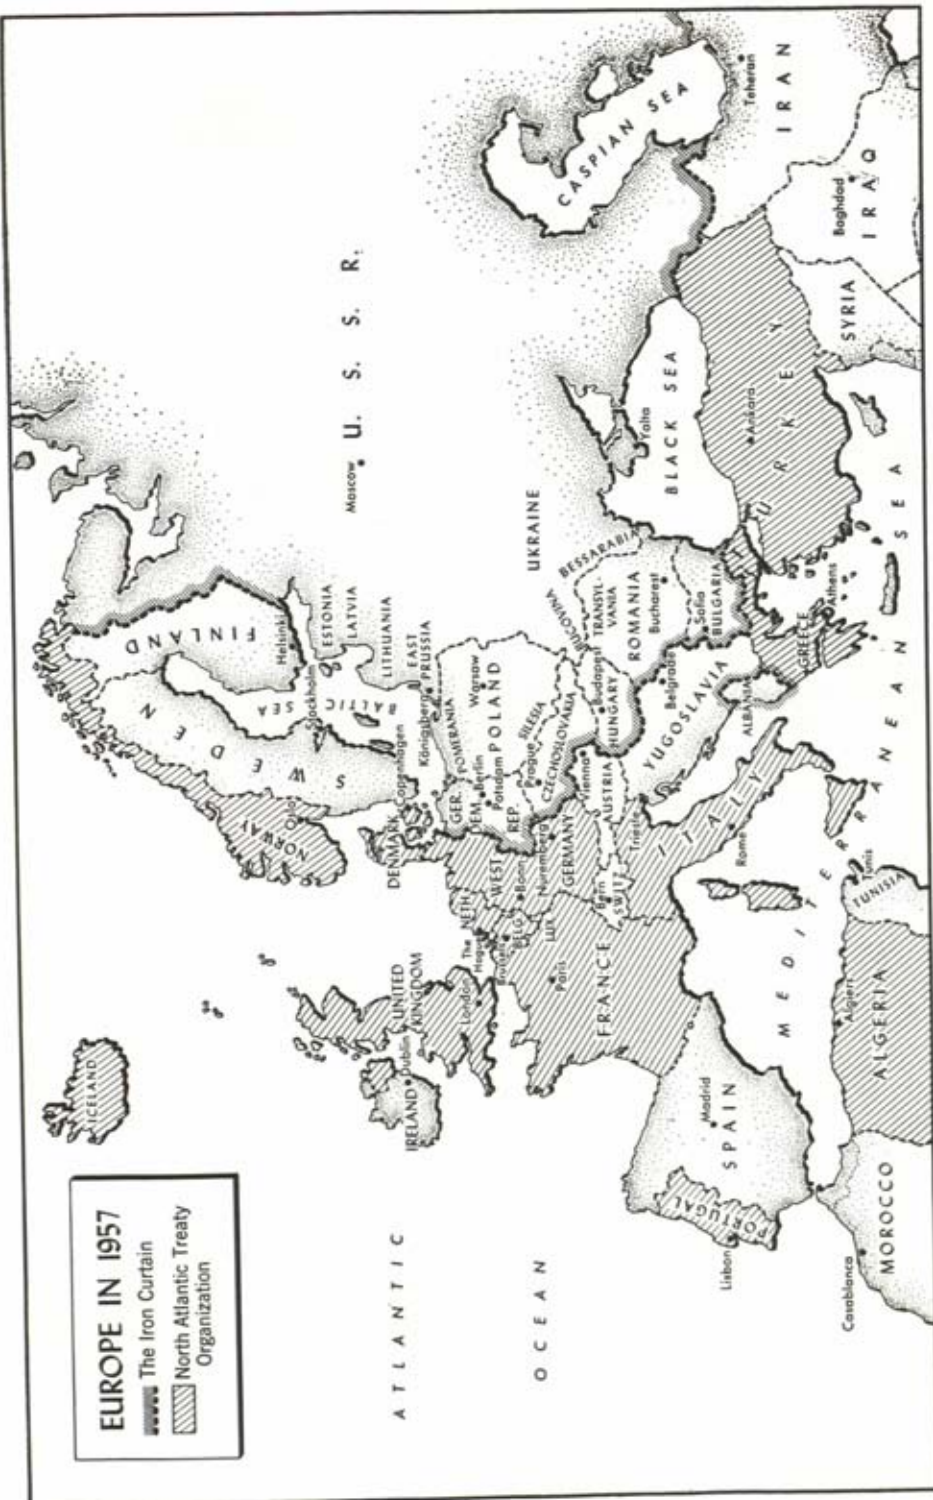 EUROPE IN 1957
The Iron Curtain
North Atlantic Treaty
Organization
ICELAND
ATLANTIC
OCEAN
NORWAY
Oslo
SWEDEN
Stockholm
FINLAND
Helsinki
BALTIC
SEA
ESTONIA
LATVIA
LITHUANIA
EAST
PRUSSIA
Königsberg
Moscow
U. S. S. R.
UKRAINE
IRELAND
Dublin
UNITED
KINGDOM
London
DENMARK
Copenhagen
The
Hague
NETH.
Brussels
BELG.
LUX.
WEST
GERMANY
Bonn
Nuremberg
GER.
DEM.
REP.
Berlin
Potsdam
POMERANIA
POLAND
Warsaw
SILESIA
Prague
CZECHOSLOVAKIA
FRANCE
Paris
Bern
SWITZ.
AUSTRIA
Vienna
HUNGARY
Budapest
BUCOVINA
BESSARABIA
TRANSYL-
VANIA
ROMANIA
Bucharest
Trieste
YUGOSLAVIA
Belgrade
Sofia
BULGARIA
ALBANIA
ITALY
Rome
GREECE
Athens
BLACK SEA
Yalta
CASPIAN SEA
TURKEY
Ankara
SYRIA
Baghdad
IRAQ
Teheran
IRAN
PORTUGAL
Lisbon
SPAIN
Madrid
MEDITERRANEAN SEA
Casablanca
MOROCCO
Algiers
ALGERIA
Tunis
TUNISIA